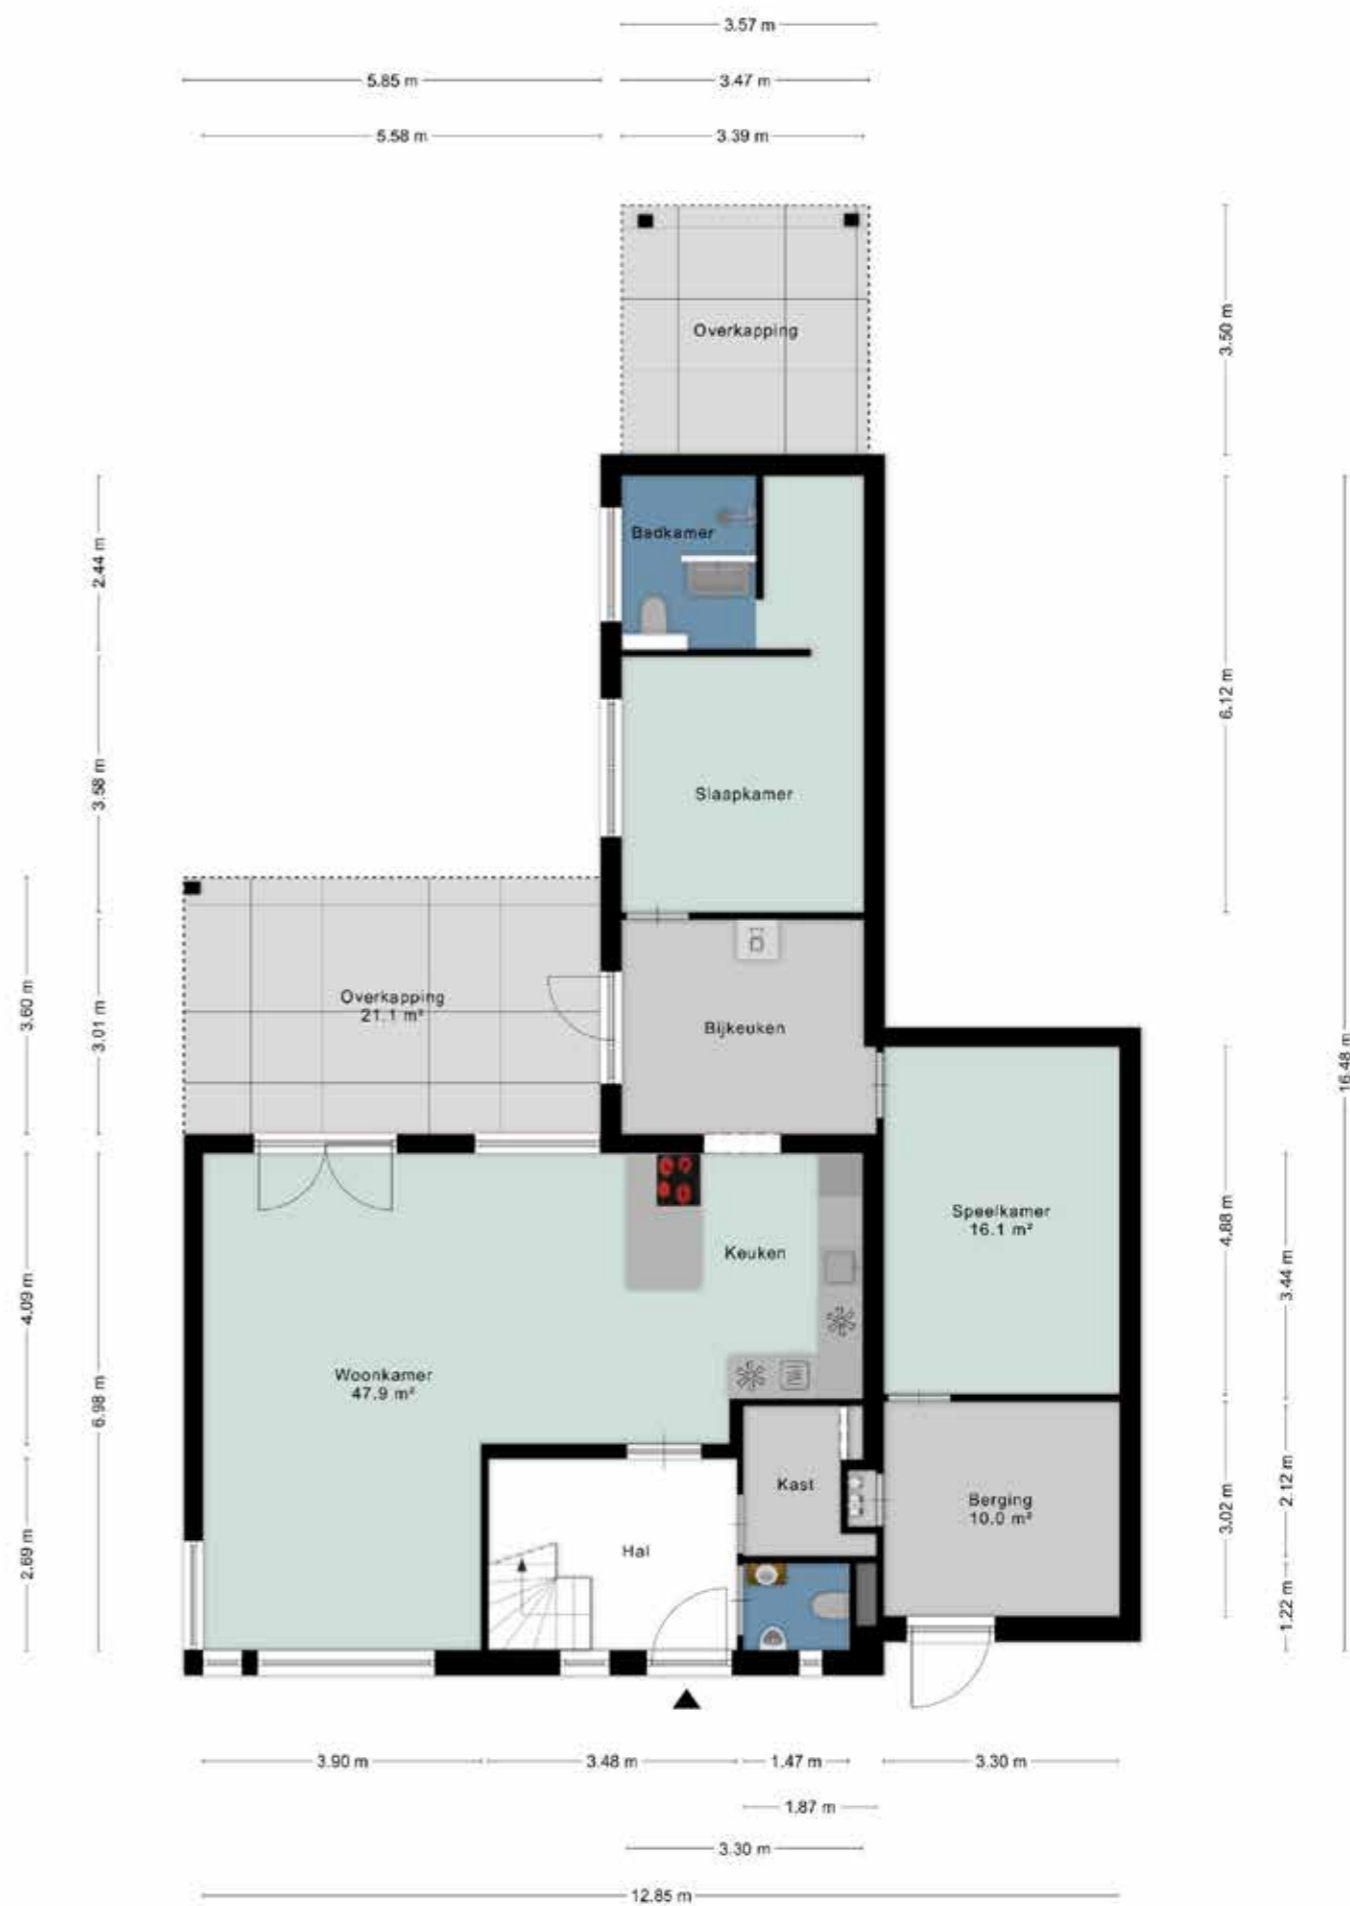 3.57 m
5.85 m
3.47 m
5.58 m
3.39 m
Overkapping
3.50 m
Badkamer
2.44 m
6.12 m
Slaapkamer
3.58 m
Overkapping
21.1 m²
3.60 m
3.01 m
Bijkeuken
16.48 m
Speelkamer
16.1 m²
4.88 m
Keuken
3.44 m
4.09 m
Woonkamer
47.9 m²
6.98 m
Kast
Berging
10.0 m²
3.02 m
2.12 m
Hal
2.69 m
1.22 m
3.90 m
3.48 m
1.47 m
3.30 m
1.87 m
3.30 m
12.85 m